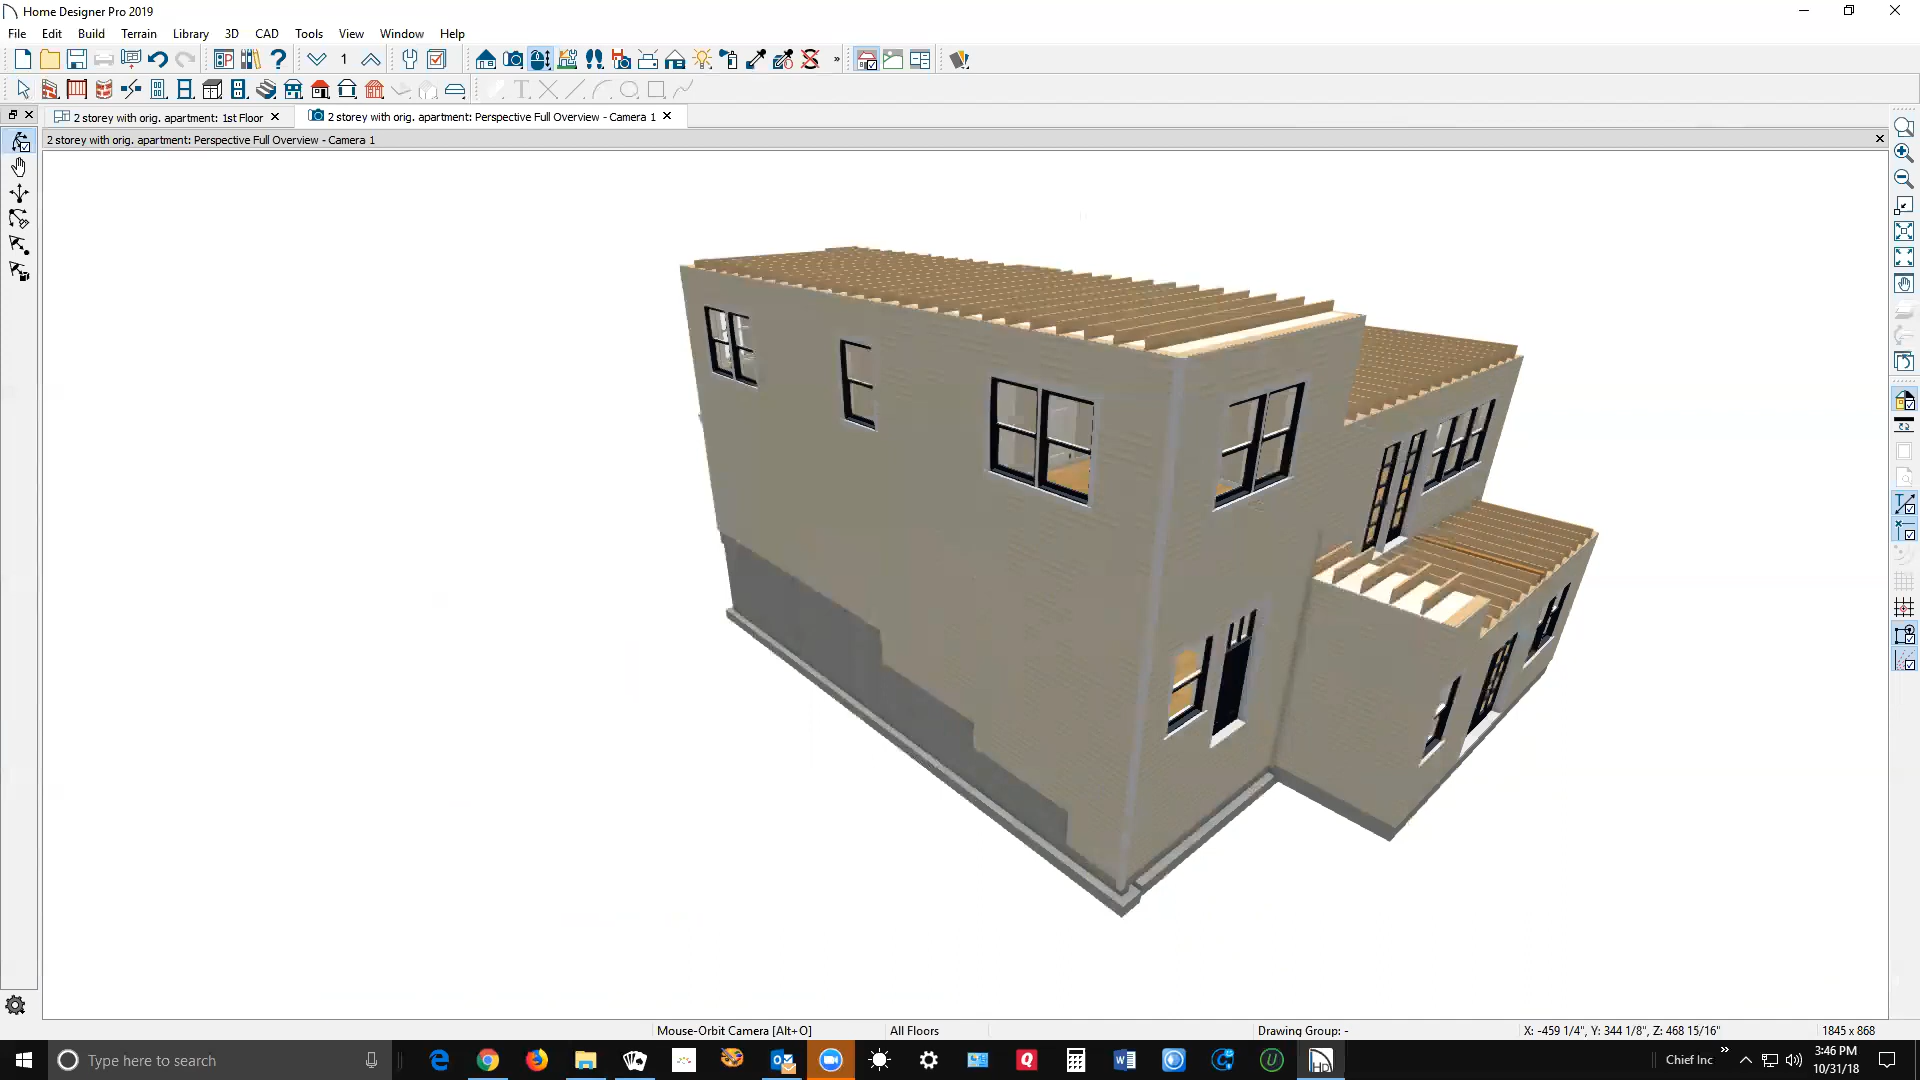 Home Designer Pro 2019
File Edit Build Terrain Library 3D CAD Tools View Window Help
1
2 storey with orig. apartment: 1st Floor
2 storey with orig. apartment: Perspective Full Overview - Camera 1
2 storey with orig. apartment: Perspective Full Overview - Camera 1
Mouse-Orbit Camera [Alt+O] All Floors Drawing Group: - X: -459 1/4", Y: 344 1/8", Z: 468 15/16" 1845 x 868
Type here to search
Chief Inc
3:46 PM
10/31/18